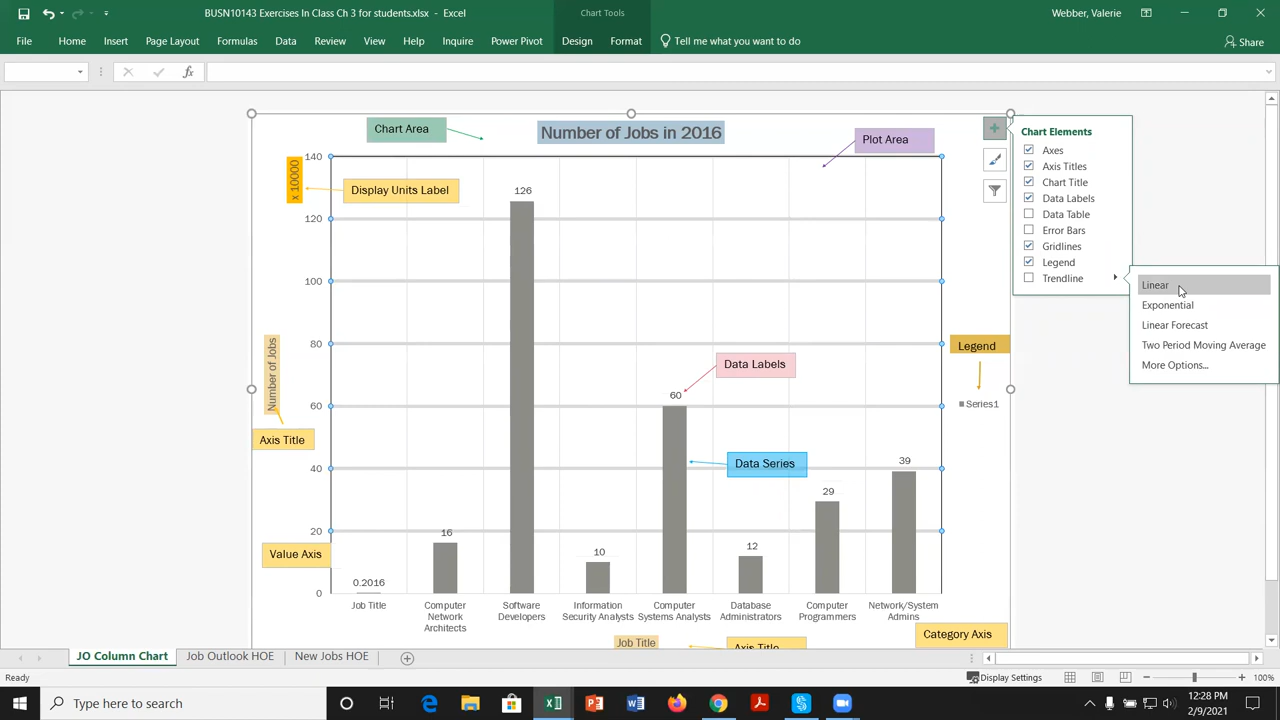 BUSN10143 Exercises In Class Ch 3 for students.xlsx - Excel
Chart Tools
Webber, Valerie
File Home Insert Page Layout Formulas Data Review View Help Inquire Power Pivot Design Format Tell me what you want to do Share
fx
Chart Area
Number of Jobs in 2016
Plot Area
Chart Elements
Axes
Axis Titles
Chart Title
Data Labels
Data Table
Error Bars
Gridlines
Legend
Trendline
Linear
Exponential
Linear Forecast
Two Period Moving Average
More Options...
140
120
100
80
60
40
20
0
x 10000
Display Units Label
Number of Jobs
Axis Title
Value Axis
126
Data Labels
60
Legend
Series1
Data Series
39
29
16
10
12
0.2016
Job Title
Computer Network Architects
Software Developers
Information Security Analysts
Computer Systems Analysts
Database Administrators
Computer Programmers
Network/System Admins
Job Title
Axis Title
Category Axis
JO Column Chart Job Outlook HOE New Jobs HOE
Ready
Display Settings
100%
Type here to search
12:28 PM
2/9/2021